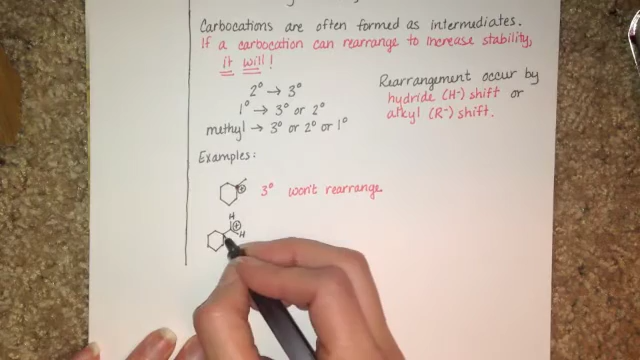 Carbocations are often formed as intermediates.
If a carbocation can rearrange to increase stability,
it will!
2° → 3°
1° → 3° or 2°
methyl → 3° or 2° or 1°
Rearrangement occur by
hydride (H-) shift or
alkyl (R-) shift.
Examples:
+
3° won't rearrange
H
+
H